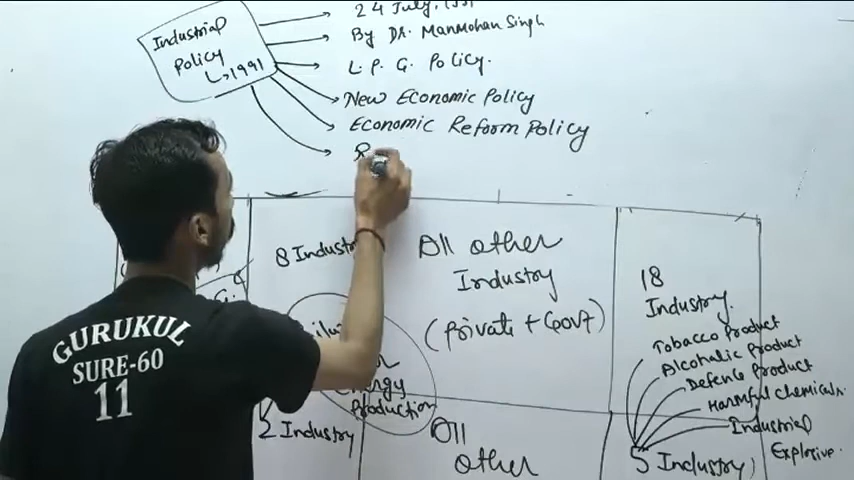 24 July,
Industrial
Policy
↳1991
By Dr. Manmohan Singh
L. P. G. Policy.
New Economic Policy
Economic Reform Policy
R
8 Industry
All other
Industry
(Private + Govt)
18
Industry.
Tobacco Product
Alcoholic Product
Defence Product
Harmful Chemicals.
Industrial
Explosive.
5 Industry
Production
2 Industry
All
other
GURUKUL
SURE-60
11